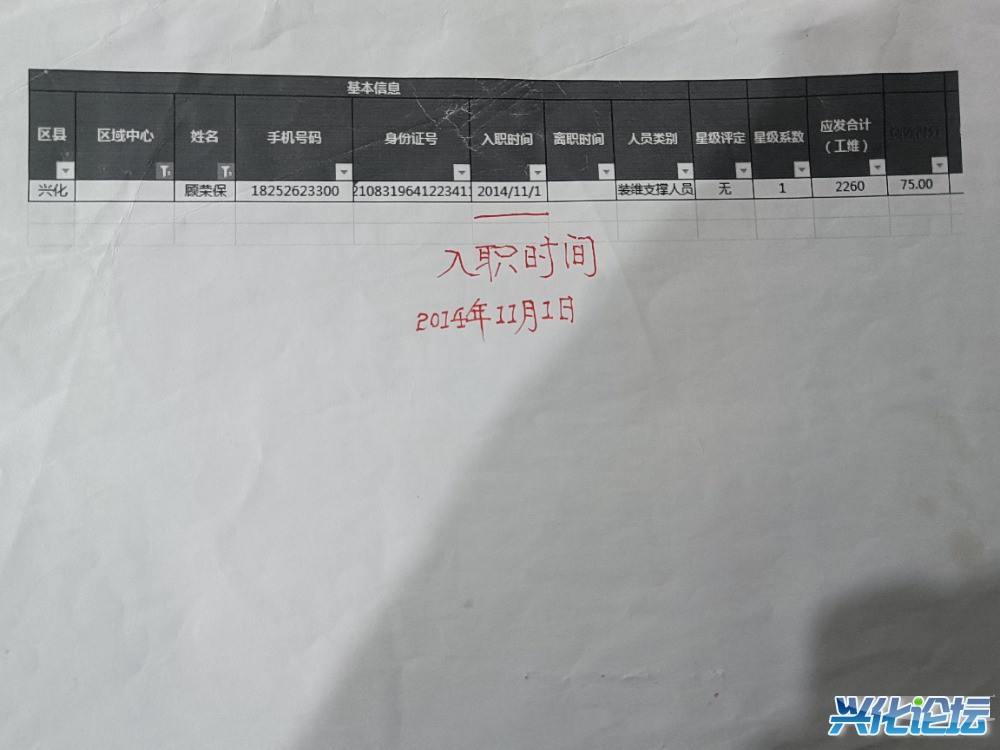 基本信息
区县 区域中心 姓名 手机号码 身份证号 入职时间 离职时间 人员类别 星级评定 星级系数 应发合计（工维）
兴化 顾荣保 18252623300 2108319641223411 2014/11/1 装维支撑人员 无 1 2260 75.00
入职时间
2014年11月1日
兴化论坛